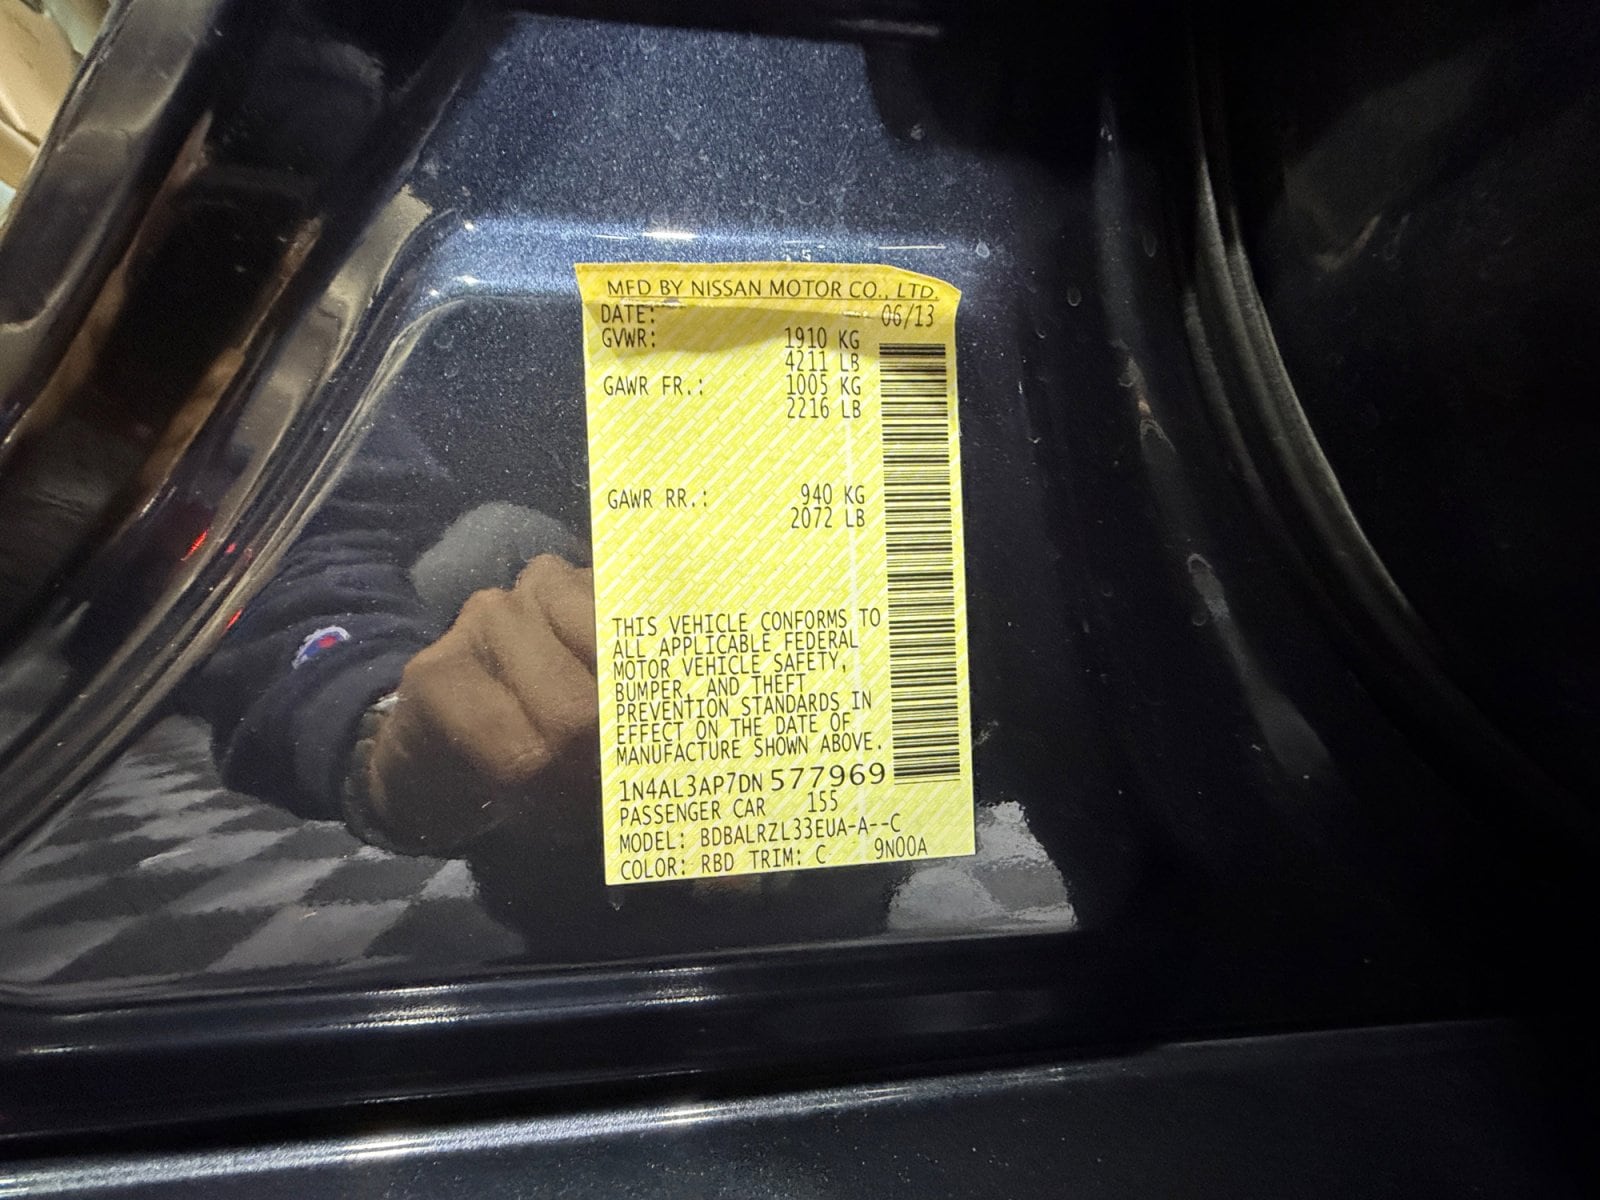 MFD BY NISSAN MOTOR CO., LTD.
DATE: 06/13
GVWR: 1910 KG
4211 LB
GAWR FR.: 1005 KG
2216 LB
GAWR RR.: 940 KG
2072 LB
THIS VEHICLE CONFORMS TO
ALL APPLICABLE FEDERAL
MOTOR VEHICLE SAFETY,
BUMPER, AND THEFT
PREVENTION STANDARDS IN
EFFECT ON THE DATE OF
MANUFACTURE SHOWN ABOVE.
1N4AL3AP7DN 577969
PASSENGER CAR 155
MODEL: BDBALRZL33EUA-A--C
COLOR: RBD TRIM: C 9N00A